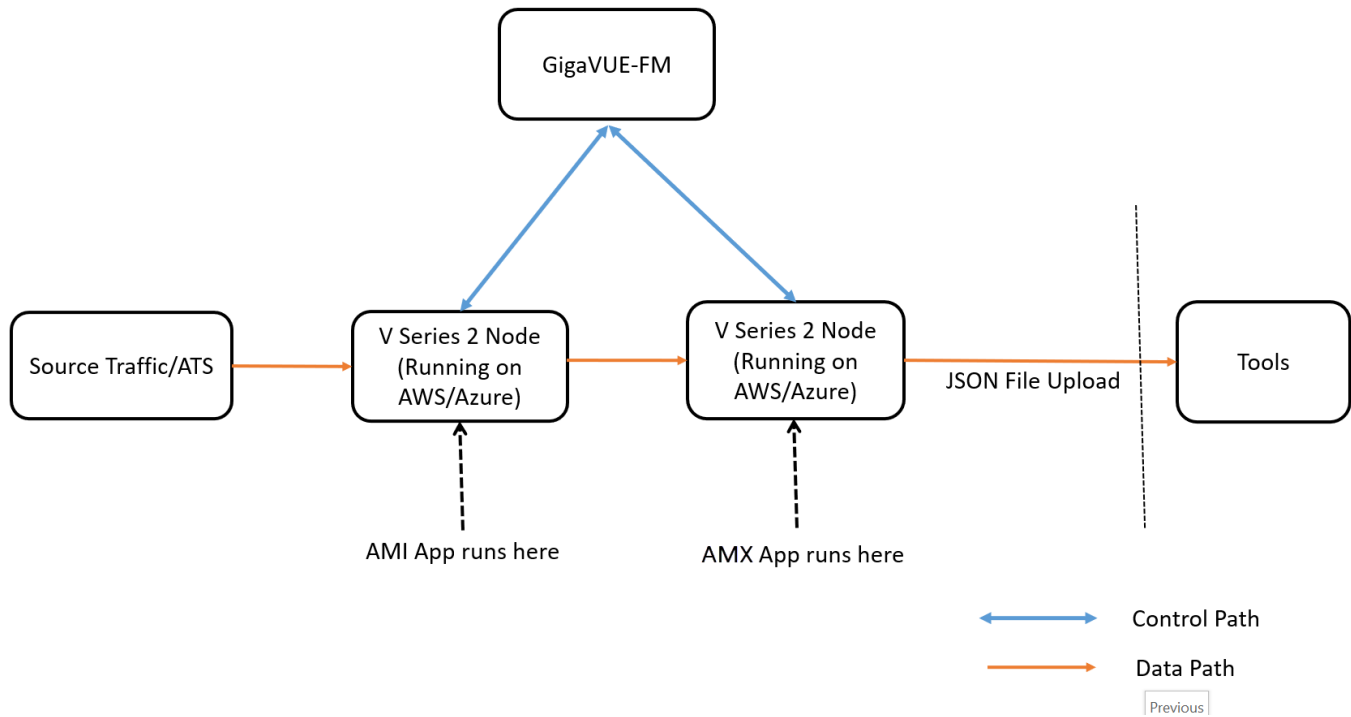 GigaVUE-FM
Source Traffic/ATS
V Series 2 Node
(Running on
AWS/Azure)
V Series 2 Node
(Running on
AWS/Azure)
JSON File Upload
Tools
AMI App runs here
AMX App runs here
Control Path
Data Path
Previous